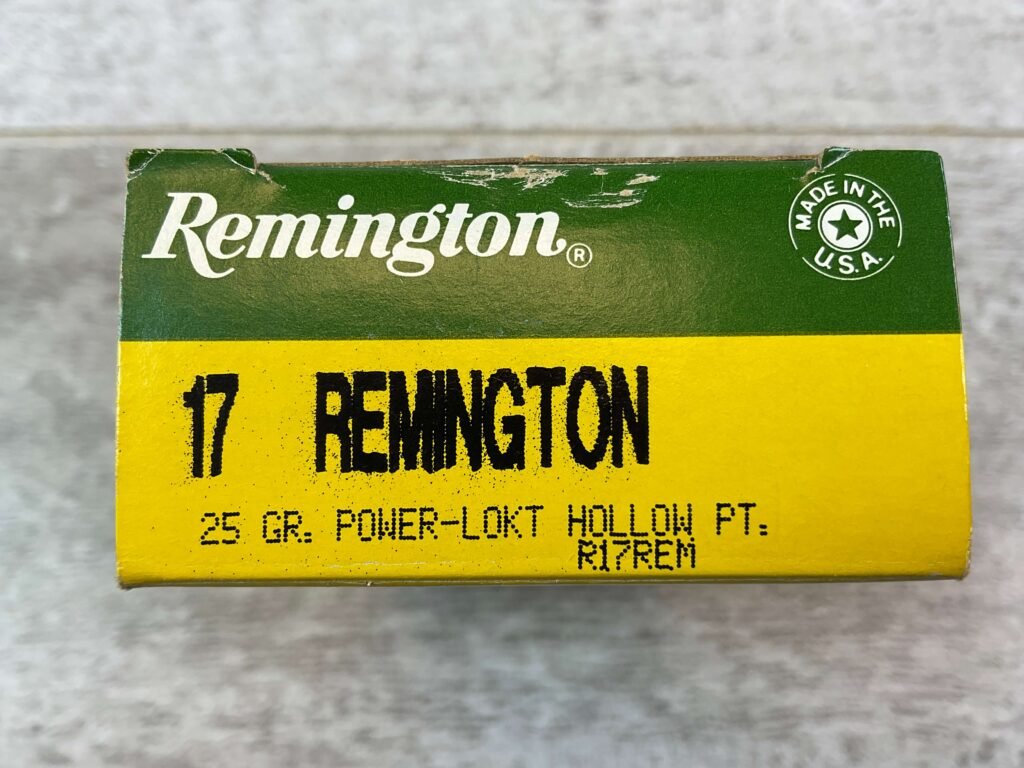 Remington®
MADE IN THE
U.S.A.
17 REMINGTON
25 GR. POWER-LOKT HOLLOW PT.
R17REM